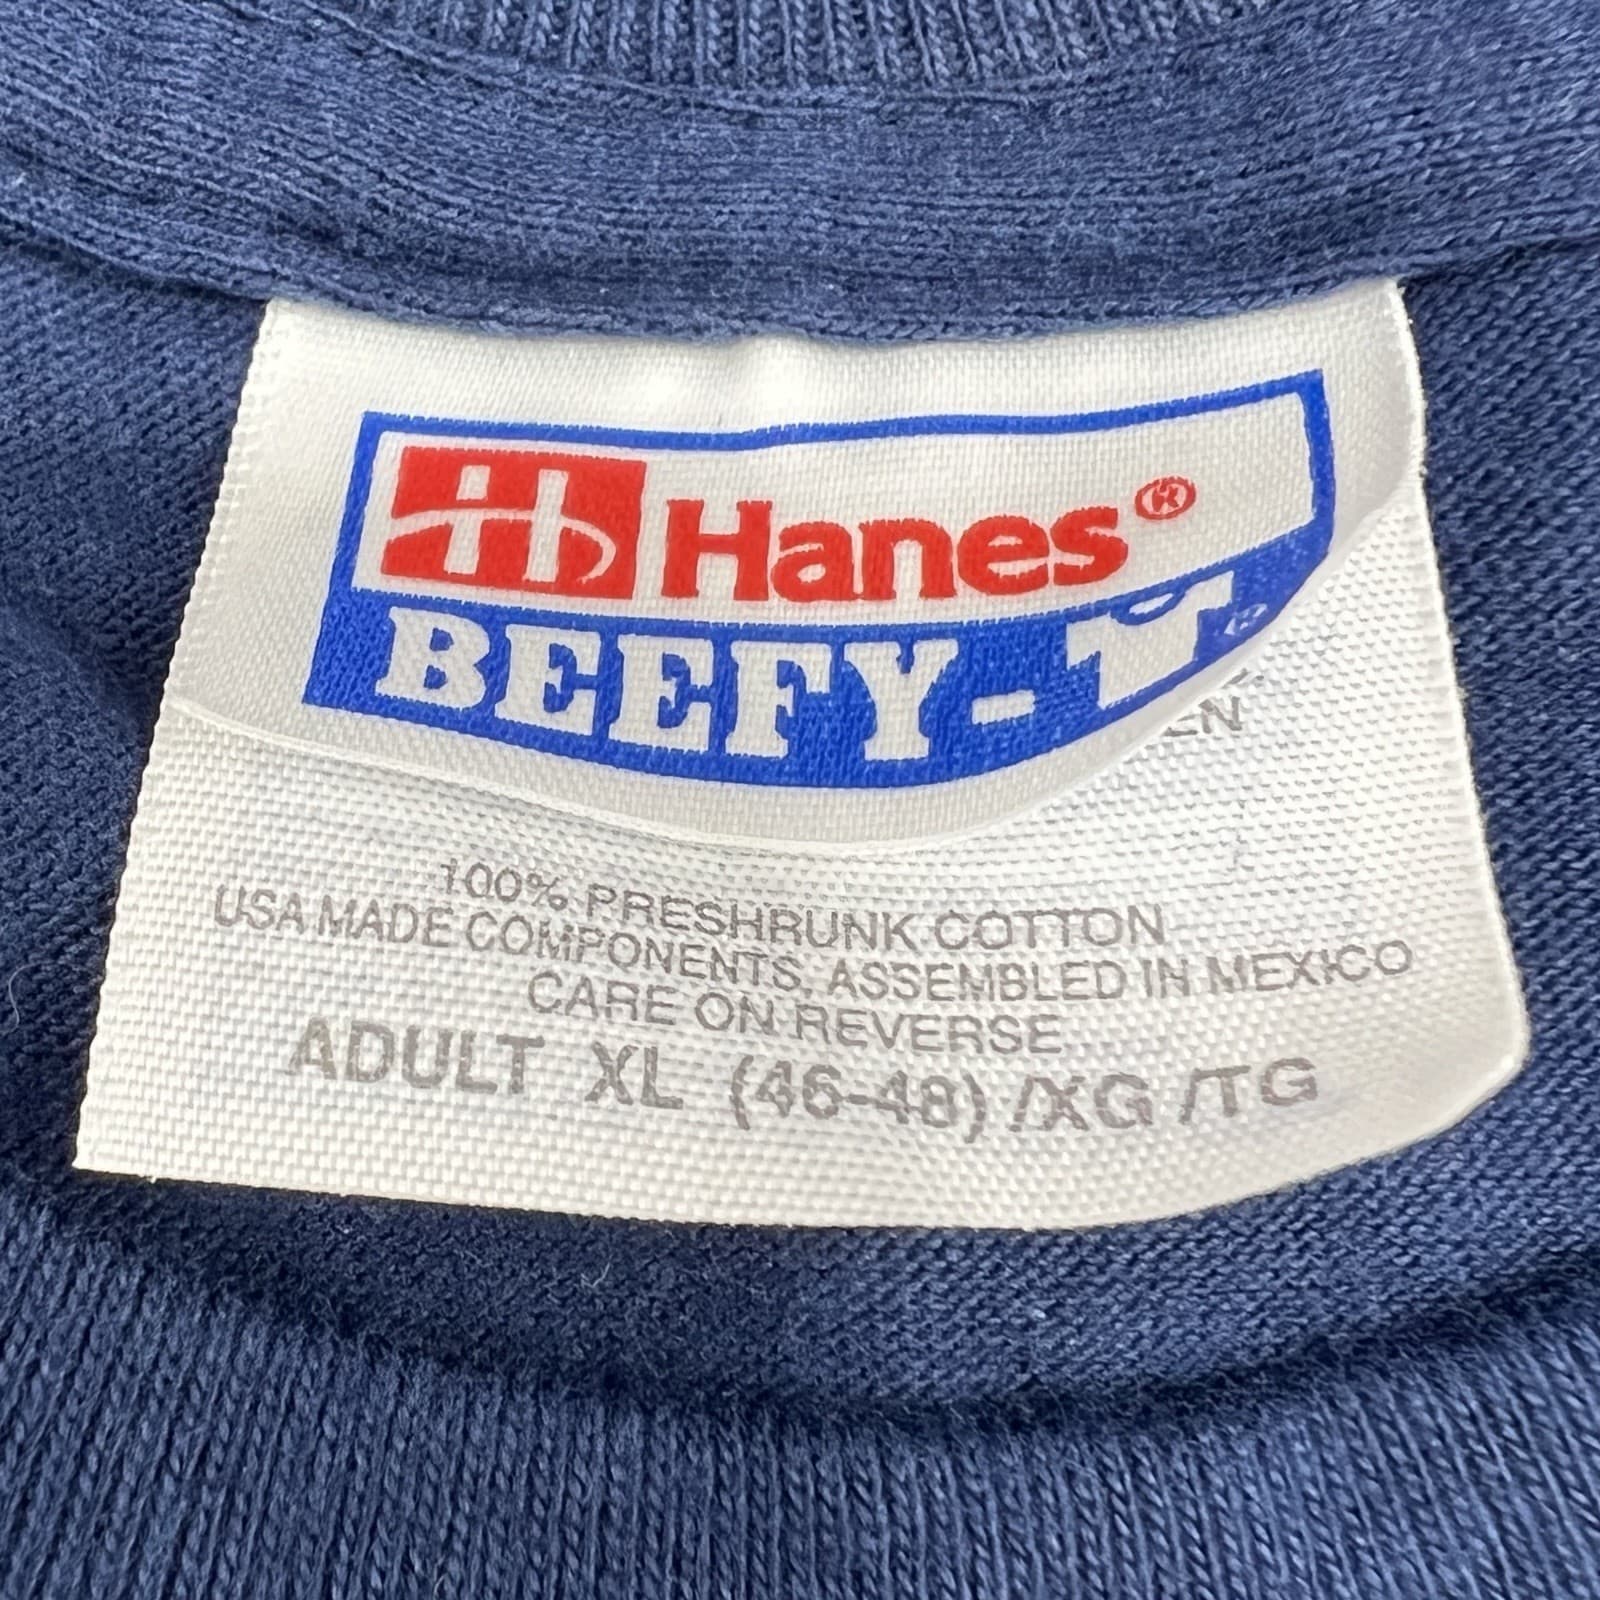 Hanes®
BEEFY-T®
100% PRESHRUNK COTTON
USA MADE COMPONENTS, ASSEMBLED IN MEXICO
CARE ON REVERSE
ADULT XL (46-48) /XG /TG